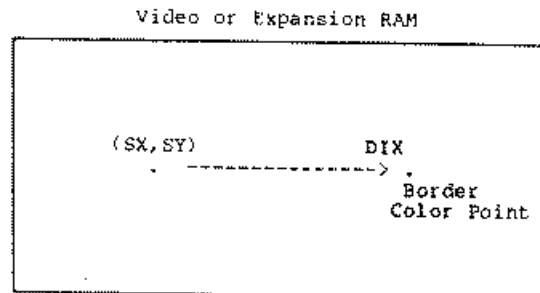 Video or Expansion RAM
(SX,SY) DIX
Border
Color Point